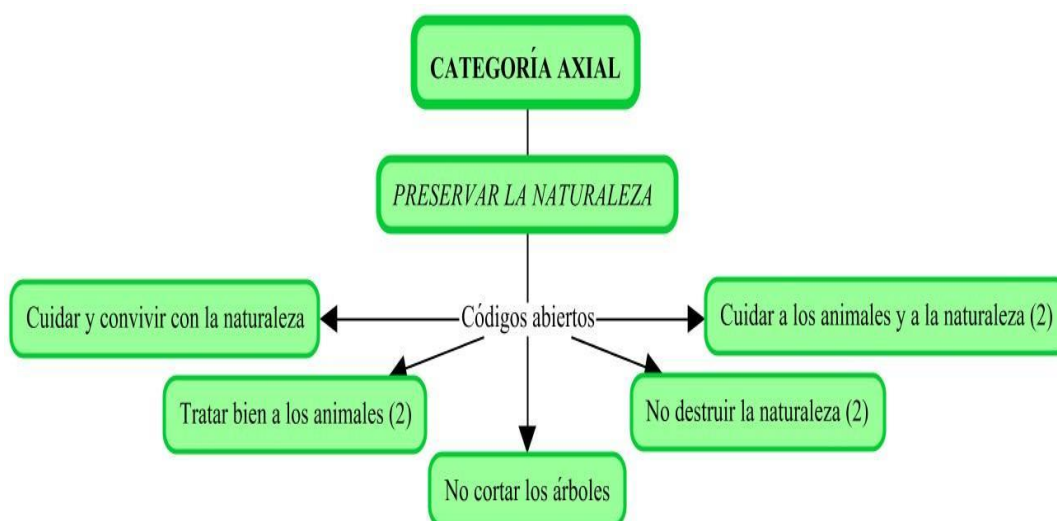 CATEGORÍA AXIAL
PRESERVAR LA NATURALEZA
Códigos abiertos
Cuidar y convivir con la naturaleza
Cuidar a los animales y a la naturaleza (2)
Tratar bien a los animales (2)
No destruir la naturaleza (2)
No cortar los árboles